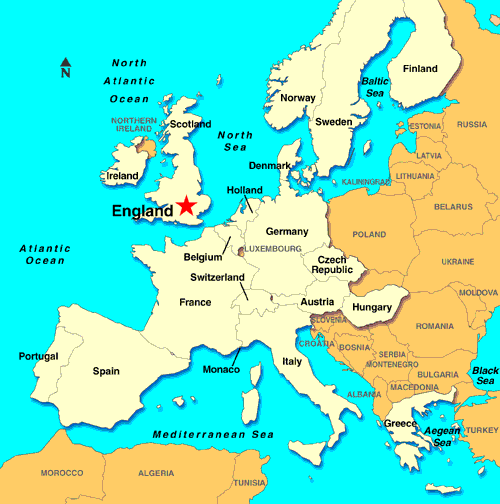 North
Atlantic
Ocean
N
NORTHERN
IRELAND
Scotland
Ireland
England
North
Sea
Norway
Sweden
Finland
Baltic
Sea
ESTONIA
RUSSIA
LATVIA
LITHUANIA
KALININGRAD
BELARUS
Denmark
Holland
Germany
POLAND
UKRAINE
Atlantic
Ocean
Belgium
LUXEMBOURG
Switzerland
Czech
Republic
France
Austria
Hungary
MOLDOVA
SLOVENIA
CROATIA
ROMANIA
BOSNIA
SERBIA
MONTENEGRO
BULGARIA
Black
Sea
Portugal
Spain
Monaco
Italy
ALBANIA
MACEDONIA
Greece
Aegean
Sea
TURKEY
Mediterranean Sea
MOROCCO
ALGERIA
TUNISIA